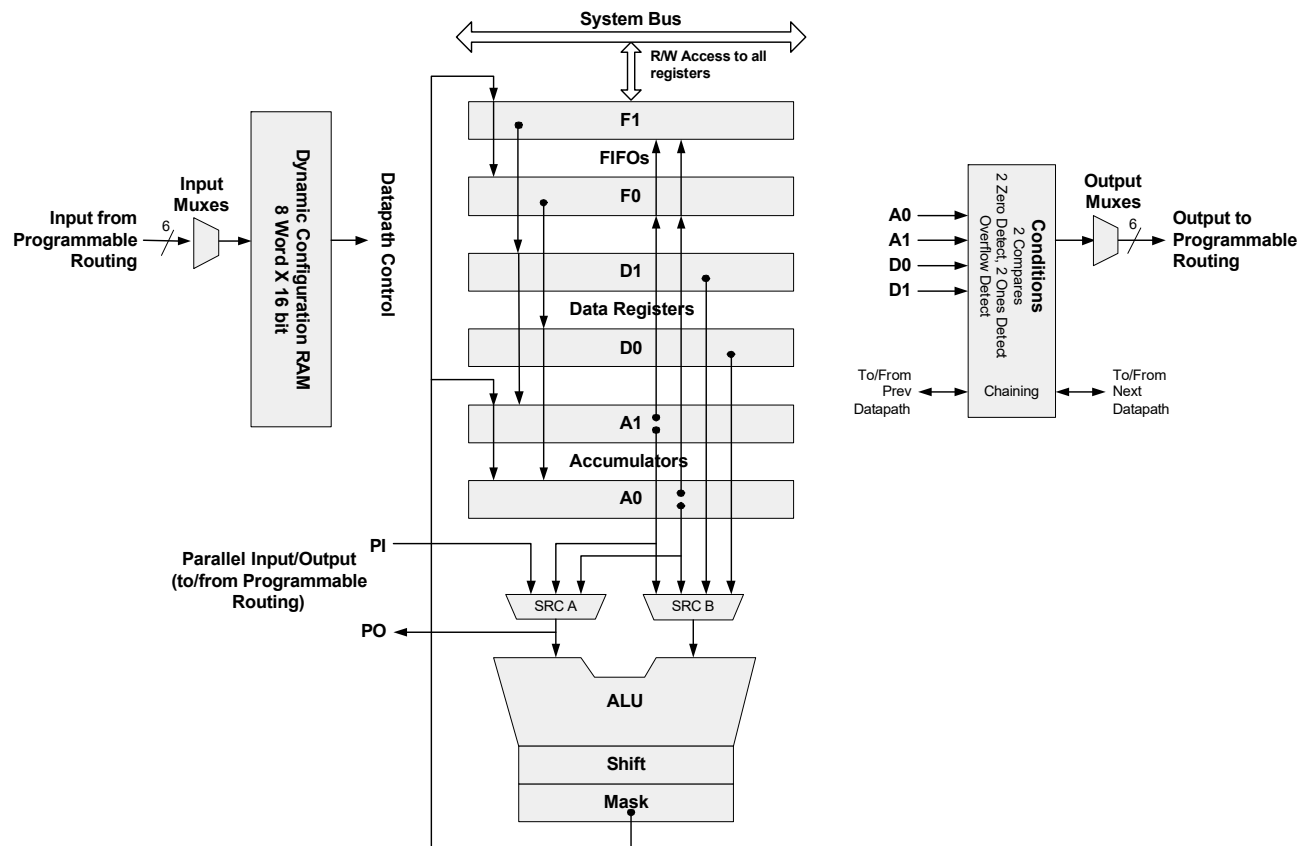 System Bus
R/W Access to all
registers
F1
FIFOs
F0
D1
Data Registers
D0
A1
Accumulators
A0
Input from
Programmable
Routing
6
Input
Muxes
Dynamic Configuration RAM
8 Word X 16 bit
Datapath Control
A0
A1
D0
D1
Conditions
2 Compares
2 Zero Detect, 2 Ones Detect
Overflow Detect
Output
Muxes
6
Output to
Programmable
Routing
To/From
Prev
Datapath
Chaining
To/From
Next
Datapath
PI
Parallel Input/Output
(to/from Programmable
Routing)
PO
SRC A
SRC B
ALU
Shift
Mask